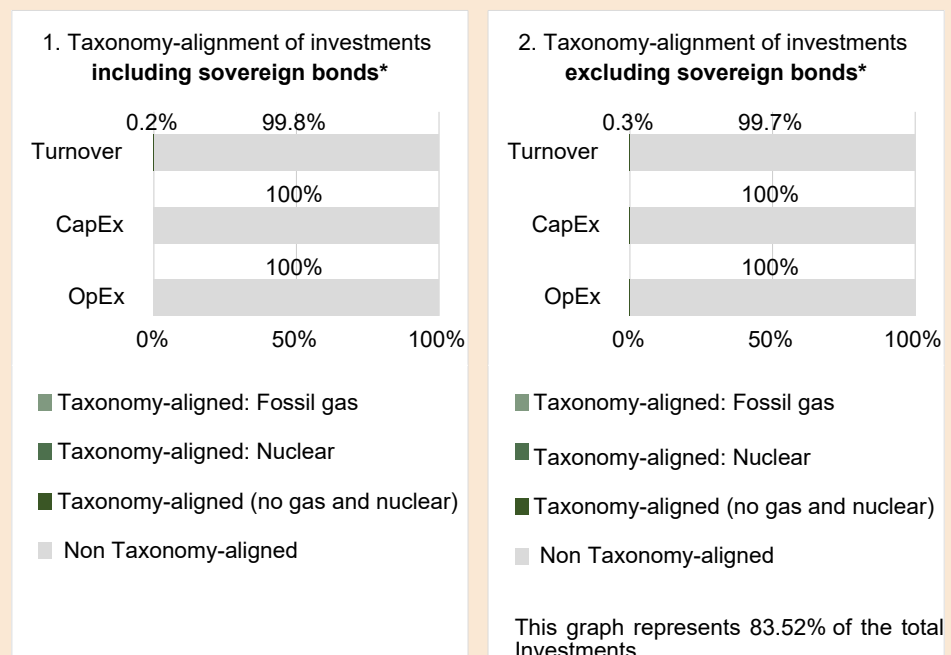 1. Taxonomy-alignment of investments
including sovereign bonds*
0.2% 99.8%
Turnover
100%
CapEx
100%
OpEx
0% 50% 100%
Taxonomy-aligned: Fossil gas
Taxonomy-aligned: Nuclear
Taxonomy-aligned (no gas and nuclear)
Non Taxonomy-aligned
2. Taxonomy-alignment of investments
excluding sovereign bonds*
0.3% 99.7%
Turnover
100%
CapEx
100%
OpEx
0% 50% 100%
Taxonomy-aligned: Fossil gas
Taxonomy-aligned: Nuclear
Taxonomy-aligned (no gas and nuclear)
Non Taxonomy-aligned
This graph represents 83.52% of the total
Investments